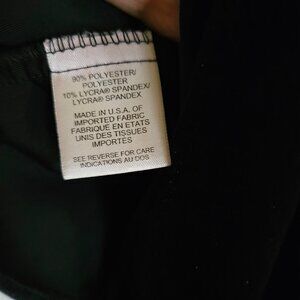 90% POLYESTER/
POLYESTER
10% LYCRA® SPANDEX/
LYCRA® SPANDEX
MADE IN U.S.A. OF
IMPORTED FABRIC
FABRIQUE EN ETATS
UNIS DES TISSUES
IMPORTÉS
SEE REVERSE FOR CARE
INDICATIONS AU DOS